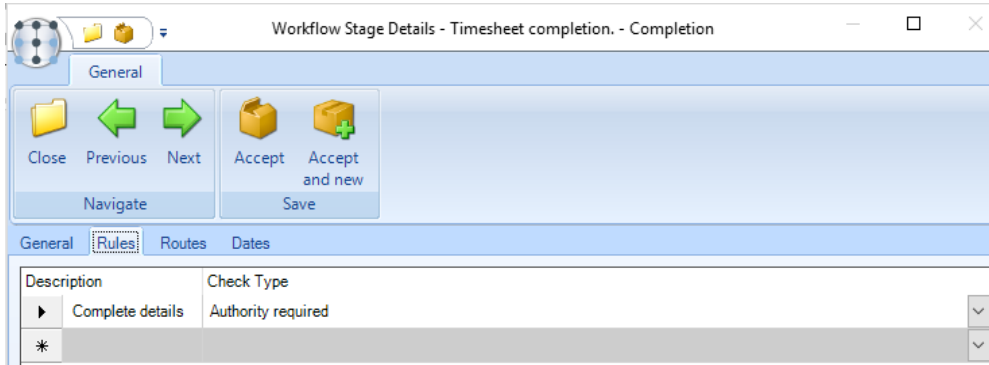 Workflow Stage Details - Timesheet completion. - Completion
General
Close Previous Next Accept Accept and new
Navigate Save
General Rules Routes Dates
Description Check Type
Complete details Authority required